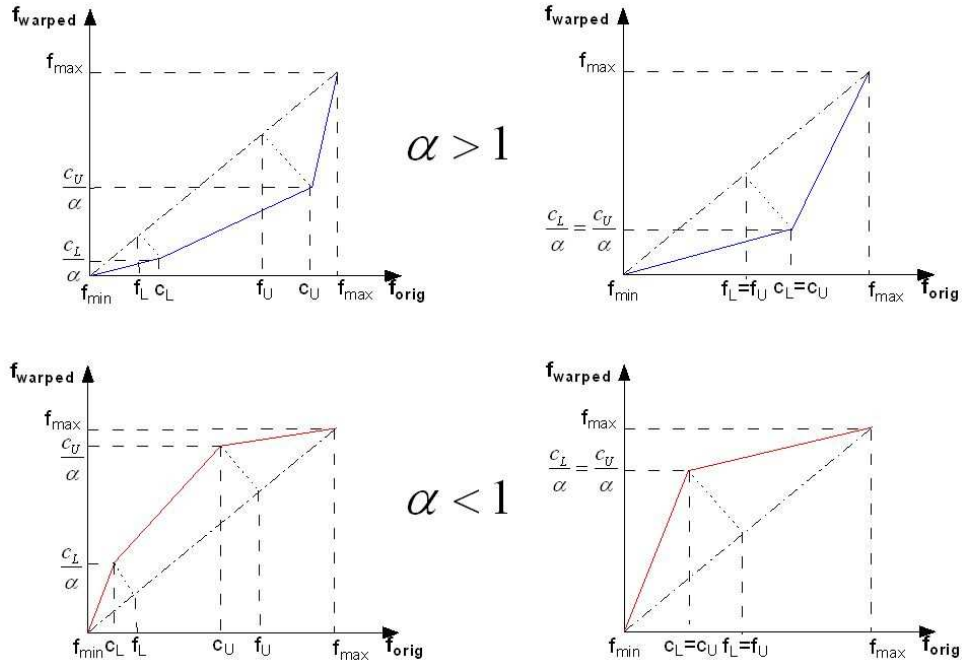 f_warped f_warped
f_max f_max
α > 1
c_U/α
c_L/α = c_U/α
c_L/α
f_min f_L c_L f_U c_U f_max f_orig
f_min f_L=f_U c_L=c_U f_max f_orig
f_warped f_warped
f_max f_max
c_U/α
c_L/α = c_U/α
α < 1
c_L/α
f_min c_L f_L c_U f_U f_max f_orig
f_min c_L=c_U f_L=f_U f_max f_orig